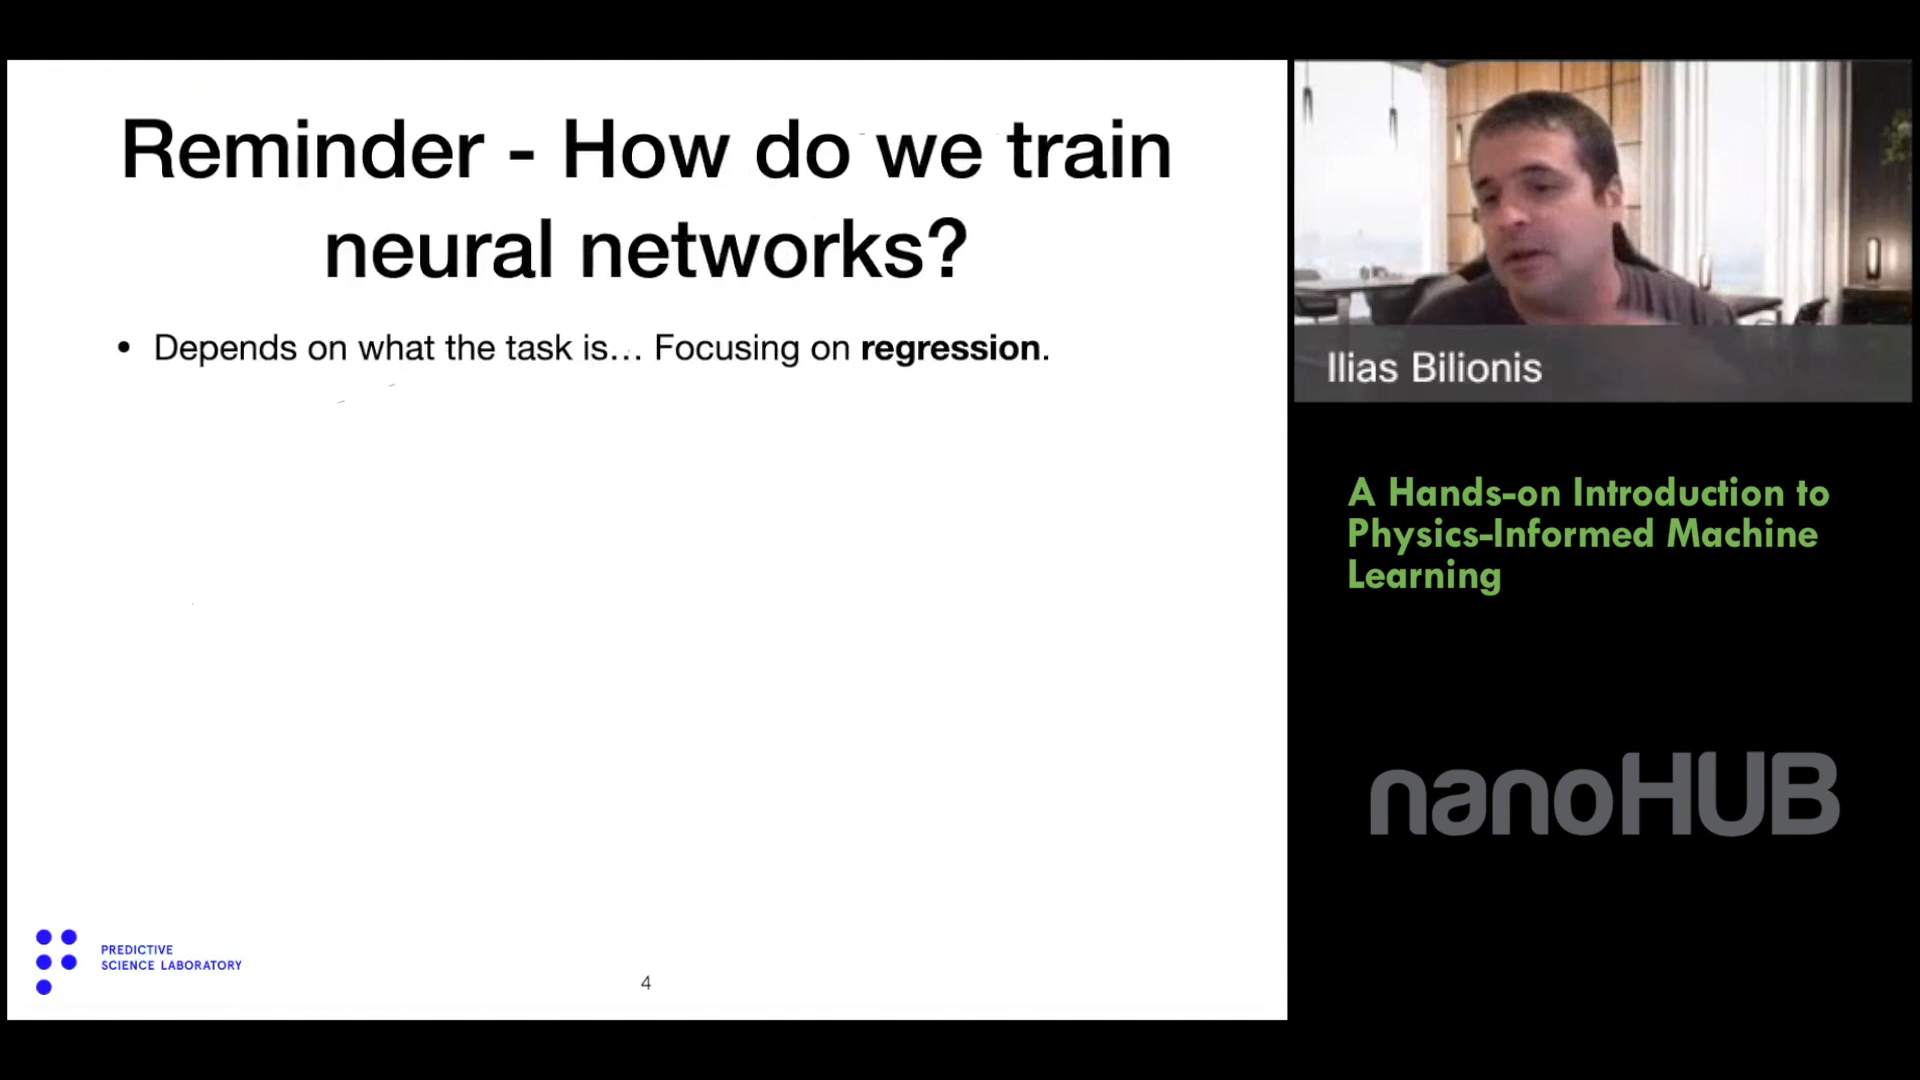 Reminder - How do we train
neural networks?
• Depends on what the task is… Focusing on regression.
PREDICTIVE
SCIENCE LABORATORY
4
Ilias Bilionis
A Hands-on Introduction to
Physics-Informed Machine
Learning
nanoHUB